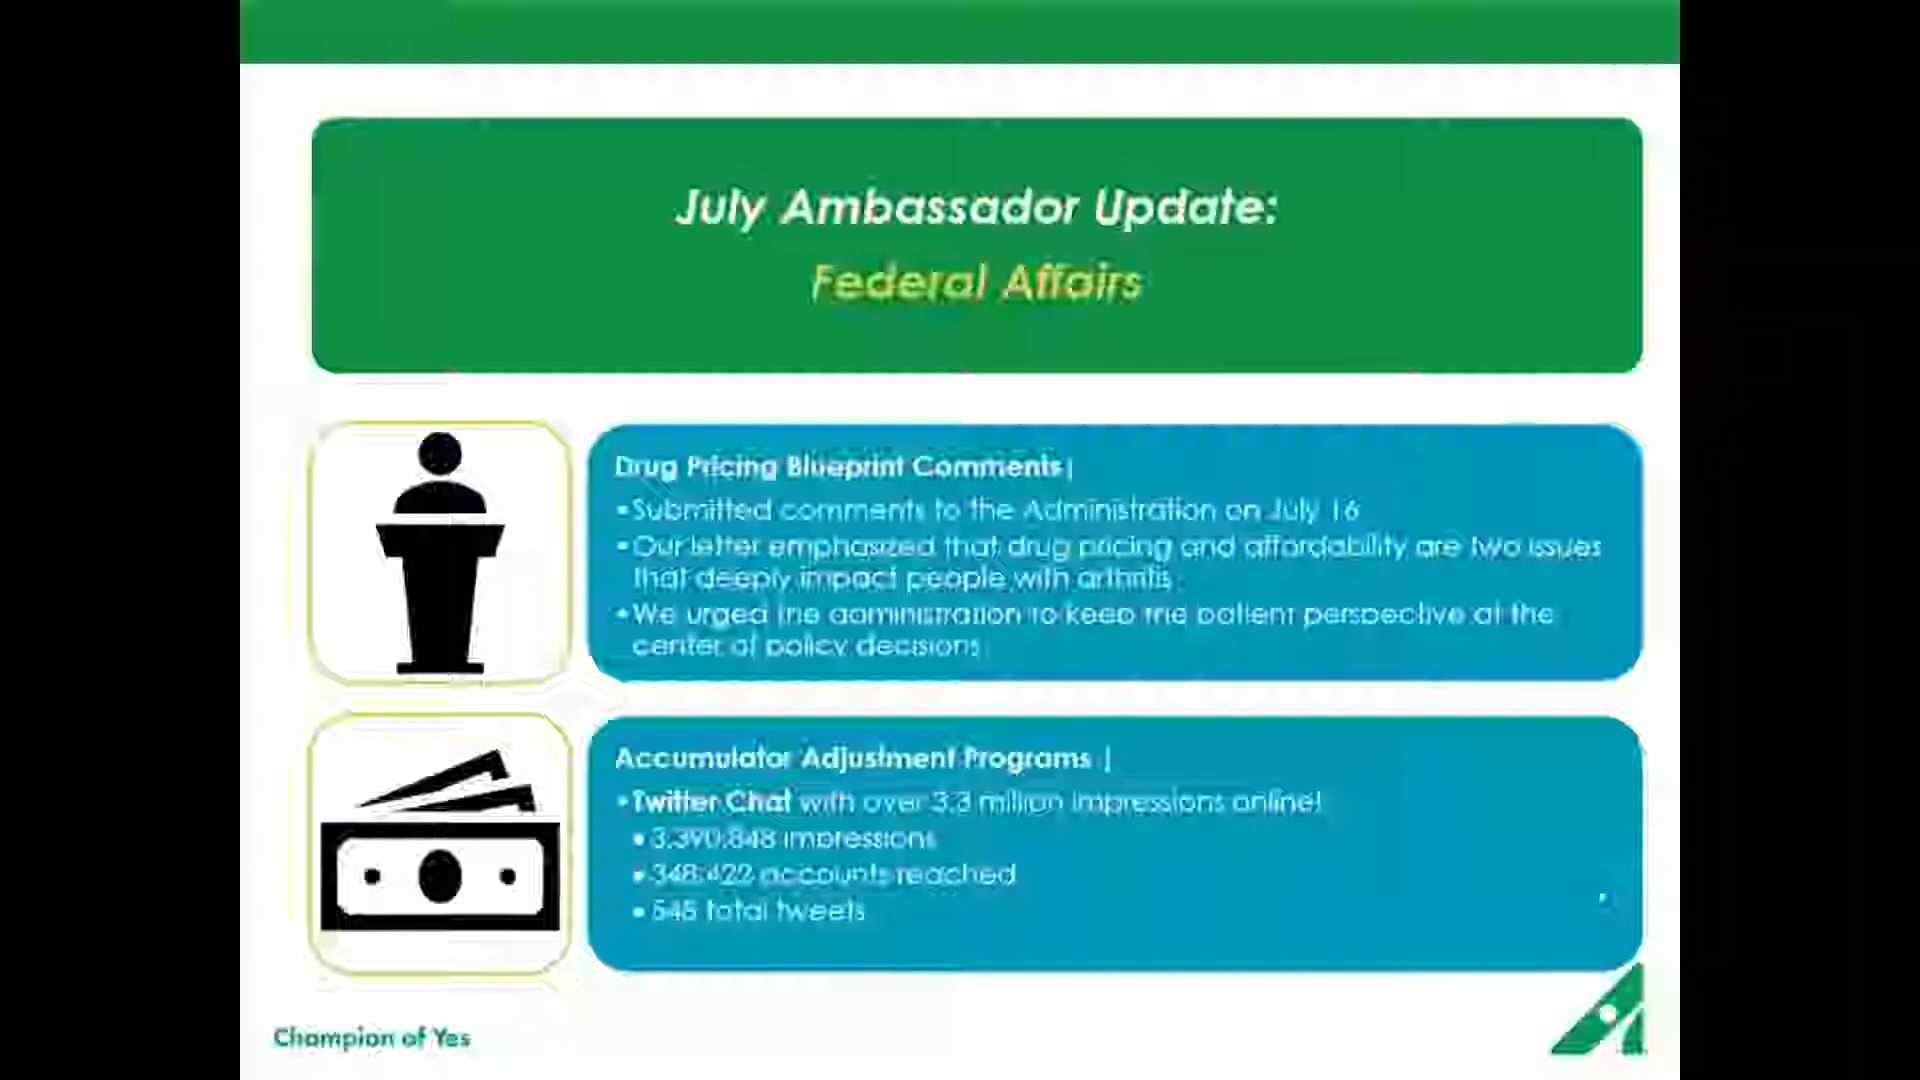 July Ambassador Update:
Federal Affairs
Drug Pricing Blueprint Comments|
•Submitted comments to the Administration on July 16
•Our letter emphasized that drug pricing and affordability are two issues
that deeply impact people with arthritis
•We urged the administration to keep the patient perspective at the
center of policy decisions
Accumulator Adjustment Programs |
•Twitter Chat with over 3.3 million impressions online!
•3,390,848 impressions
•348,422 accounts reached
•545 total tweets
Champion of Yes